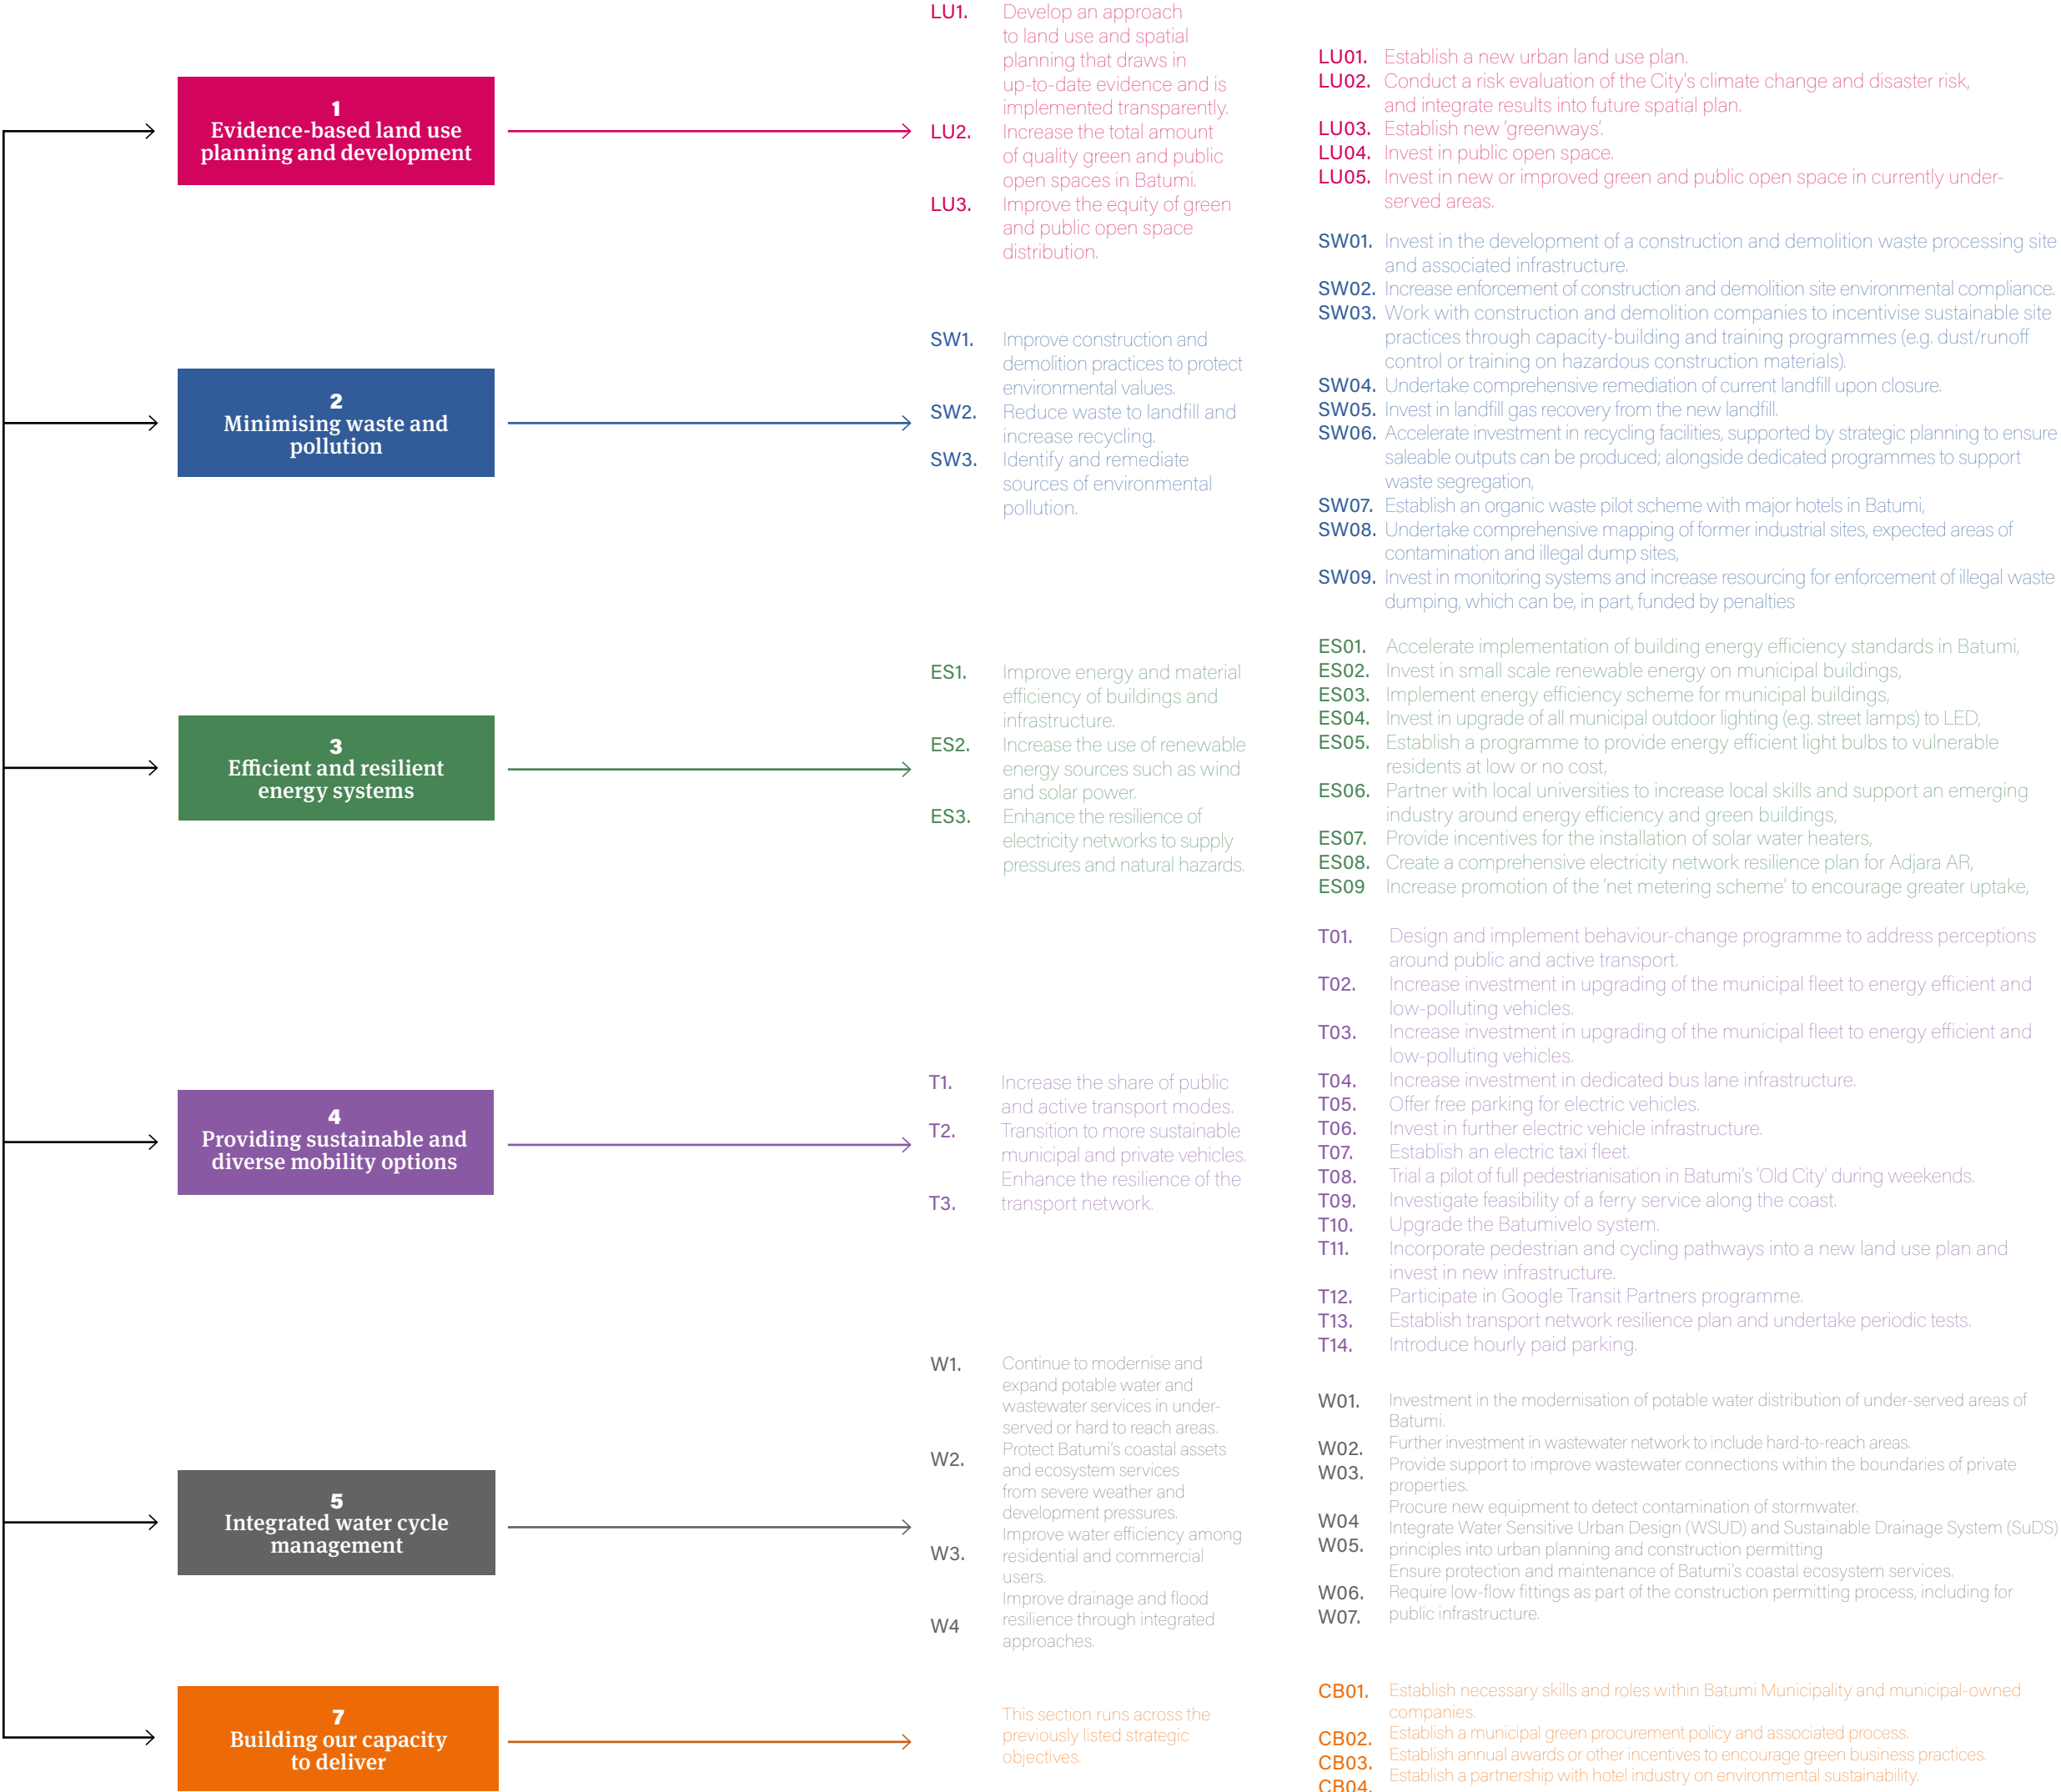 1
Evidence-based land use
planning and development
LU1. Develop an approach
to land use and spatial
planning that draws in
up-to-date evidence and is
implemented transparently.
LU2. Increase the total amount
of quality green and public
open spaces in Batumi.
LU3. Improve the equity of green
and public open space
distribution.
LU01. Establish a new urban land use plan.
LU02. Conduct a risk evaluation of the City's climate change and disaster risk,
and integrate results into future spatial plan.
LU03. Establish new 'greenways'.
LU04. Invest in public open space.
LU05. Invest in new or improved green and public open space in currently under-
served areas.
2
Minimising waste and
pollution
SW1. Improve construction and
demolition practices to protect
environmental values.
SW2. Reduce waste to landfill and
increase recycling.
SW3. Identify and remediate
sources of environmental
pollution.
SW01. Invest in the development of a construction and demolition waste processing site
and associated infrastructure.
SW02. Increase enforcement of construction and demolition site environmental compliance.
SW03. Work with construction and demolition companies to incentivise sustainable site
practices through capacity-building and training programmes (e.g. dust/runoff
control or training on hazardous construction materials).
SW04. Undertake comprehensive remediation of current landfill upon closure.
SW05. Invest in landfill gas recovery from the new landfill.
SW06. Accelerate investment in recycling facilities, supported by strategic planning to ensure
saleable outputs can be produced; alongside dedicated programmes to support
waste segregation,
SW07. Establish an organic waste pilot scheme with major hotels in Batumi,
SW08. Undertake comprehensive mapping of former industrial sites, expected areas of
contamination and illegal dump sites,
SW09. Invest in monitoring systems and increase resourcing for enforcement of illegal waste
dumping, which can be, in part, funded by penalties
3
Efficient and resilient
energy systems
ES1. Improve energy and material
efficiency of buildings and
infrastructure.
ES2. Increase the use of renewable
energy sources such as wind
and solar power.
ES3. Enhance the resilience of
electricity networks to supply
pressures and natural hazards.
ES01. Accelerate implementation of building energy efficiency standards in Batumi,
ES02. Invest in small scale renewable energy on municipal buildings,
ES03. Implement energy efficiency scheme for municipal buildings,
ES04. Invest in upgrade of all municipal outdoor lighting (e.g. street lamps) to LED,
ES05. Establish a programme to provide energy efficient light bulbs to vulnerable
residents at low or no cost,
ES06. Partner with local universities to increase local skills and support an emerging
industry around energy efficiency and green buildings,
ES07. Provide incentives for the installation of solar water heaters,
ES08. Create a comprehensive electricity network resilience plan for Adjara AR,
ES09 Increase promotion of the 'net metering scheme' to encourage greater uptake,
4
Providing sustainable and
diverse mobility options
T1. Increase the share of public
and active transport modes.
T2. Transition to more sustainable
municipal and private vehicles.
Enhance the resilience of the
T3. transport network.
T01. Design and implement behaviour-change programme to address perceptions
around public and active transport.
T02. Increase investment in upgrading of the municipal fleet to energy efficient and
low-polluting vehicles.
T03. Increase investment in upgrading of the municipal fleet to energy efficient and
low-polluting vehicles.
T04. Increase investment in dedicated bus lane infrastructure.
T05. Offer free parking for electric vehicles.
T06. Invest in further electric vehicle infrastructure.
T07. Establish an electric taxi fleet.
T08. Trial a pilot of full pedestrianisation in Batumi's 'Old City' during weekends.
T09. Investigate feasibility of a ferry service along the coast.
T10. Upgrade the Batumivelo system.
T11. Incorporate pedestrian and cycling pathways into a new land use plan and
invest in new infrastructure.
T12. Participate in Google Transit Partners programme.
T13. Establish transport network resilience plan and undertake periodic tests.
T14. Introduce hourly paid parking.
5
Integrated water cycle
management
W1. Continue to modernise and
expand potable water and
wastewater services in under-
served or hard to reach areas.
W2. Protect Batumi's coastal assets
and ecosystem services
from severe weather and
development pressures.
Improve water efficiency among
W3. residential and commercial
users.
Improve drainage and flood
W4 resilience through integrated
approaches.
W01. Investment in the modernisation of potable water distribution of under-served areas of
Batumi.
W02. Further investment in wastewater network to include hard-to-reach areas.
W03. Provide support to improve wastewater connections within the boundaries of private
properties.
Procure new equipment to detect contamination of stormwater.
W04 Integrate Water Sensitive Urban Design (WSUD) and Sustainable Drainage System (SuDS)
W05. principles into urban planning and construction permitting
Ensure protection and maintenance of Batumi's coastal ecosystem services.
W06. Require low-flow fittings as part of the construction permitting process, including for
W07. public infrastructure.
7
Building our capacity
to deliver
This section runs across the
previously listed strategic
objectives.
CB01. Establish necessary skills and roles within Batumi Municipality and municipal-owned
companies.
CB02. Establish a municipal green procurement policy and associated process.
CB03. Establish annual awards or other incentives to encourage green business practices.
CB04. Establish a partnership with hotel industry on environmental sustainability.